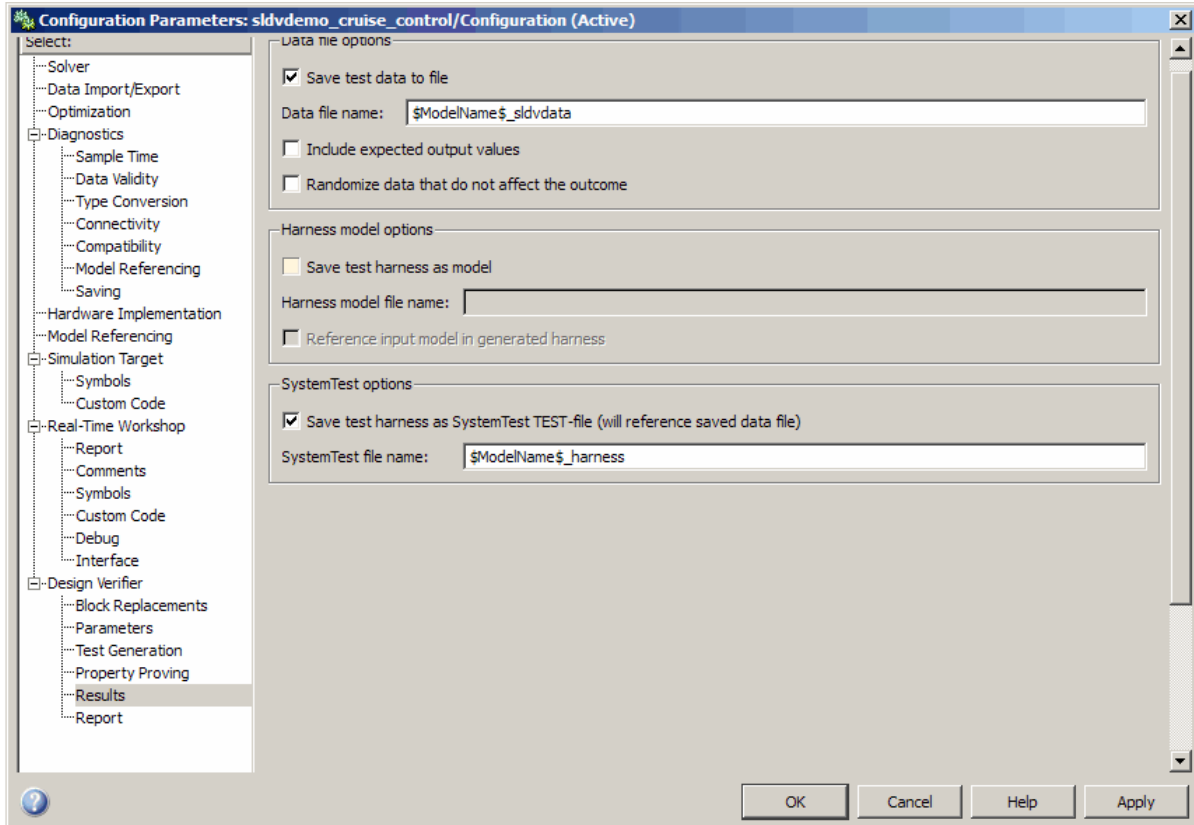 Configuration Parameters: sldvdemo_cruise_control/Configuration (Active)
Select:
Solver
Data Import/Export
Optimization
Diagnostics
Sample Time
Data Validity
Type Conversion
Connectivity
Compatibility
Model Referencing
Saving
Hardware Implementation
Model Referencing
Simulation Target
Symbols
Custom Code
Real-Time Workshop
Report
Comments
Symbols
Custom Code
Debug
Interface
Design Verifier
Block Replacements
Parameters
Test Generation
Property Proving
Results
Report
Data file options
Save test data to file
Data file name: $ModelName$_sldvdata
Include expected output values
Randomize data that do not affect the outcome
Harness model options
Save test harness as model
Harness model file name:
Reference input model in generated harness
SystemTest options
Save test harness as SystemTest TEST-file (will reference saved data file)
SystemTest file name: $ModelName$_harness
OK Cancel Help Apply